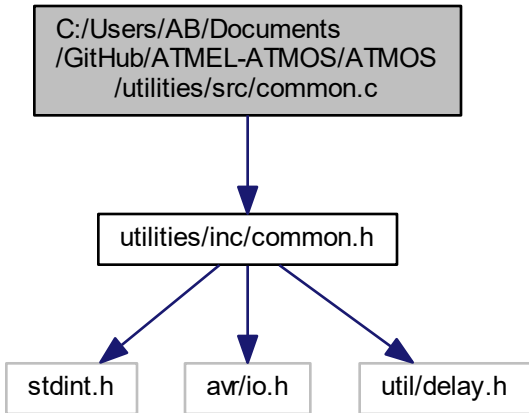 C:/Users/AB/Documents
/GitHub/ATMEL-ATMOS/ATMOS
/utilities/src/common.c
utilities/inc/common.h
stdint.h
avr/io.h
util/delay.h